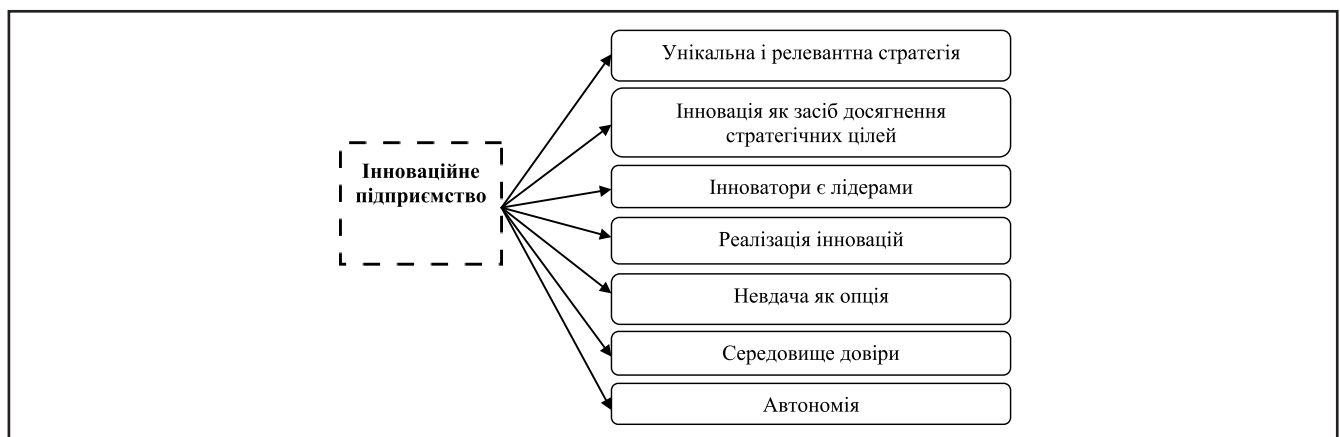 Інноваційне
підприємство
Унікальна і релевантна стратегія
Інновація як засіб досягнення
стратегічних цілей
Інноватори є лідерами
Реалізація інновацій
Невдача як опція
Середовище довіри
Автономія